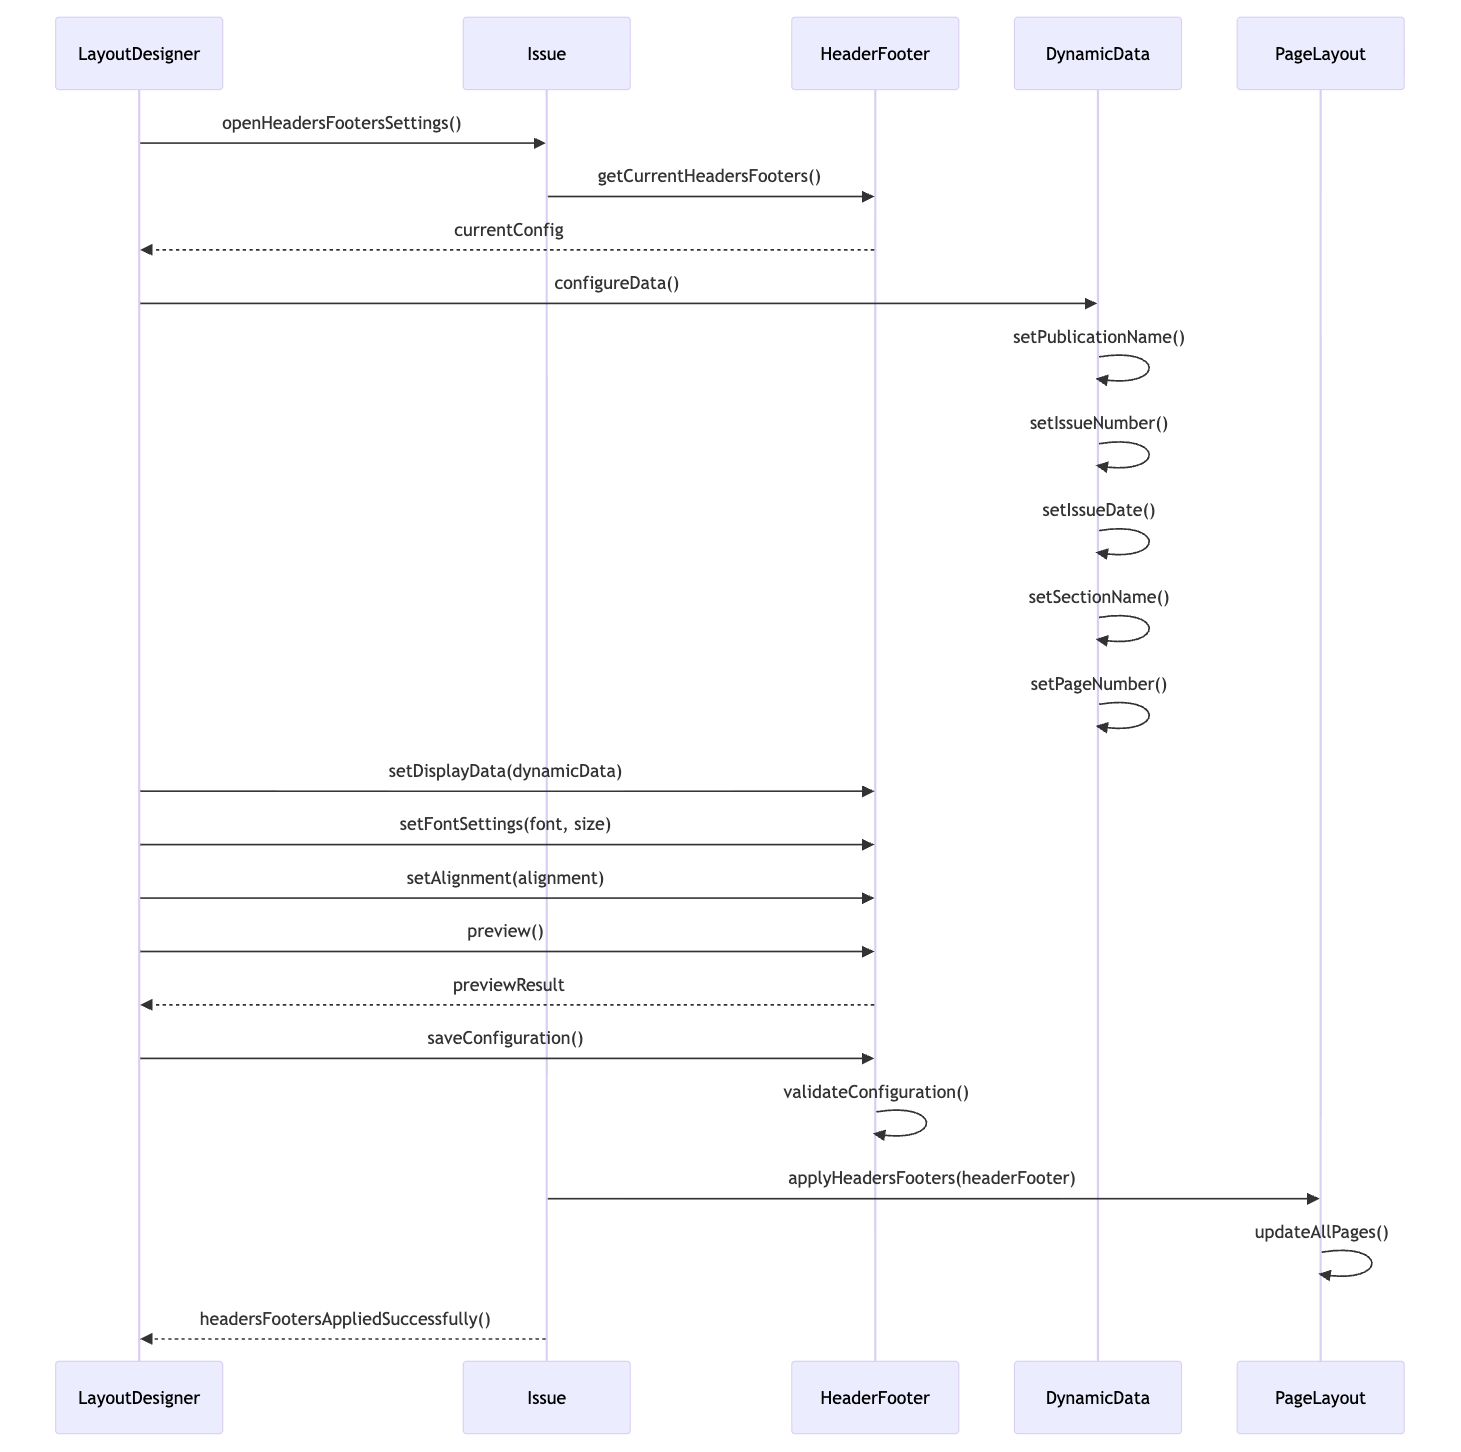 LayoutDesigner
Issue
HeaderFooter
DynamicData
PageLayout
openHeadersFootersSettings()
getCurrentHeadersFooters()
currentConfig
configureData()
setPublicationName()
setIssueNumber()
setIssueDate()
setSectionName()
setPageNumber()
setDisplayData(dynamicData)
setFontSettings(font, size)
setAlignment(alignment)
preview()
previewResult
saveConfiguration()
validateConfiguration()
applyHeadersFooters(headerFooter)
updateAllPages()
headersFootersAppliedSuccessfully()
LayoutDesigner
Issue
HeaderFooter
DynamicData
PageLayout